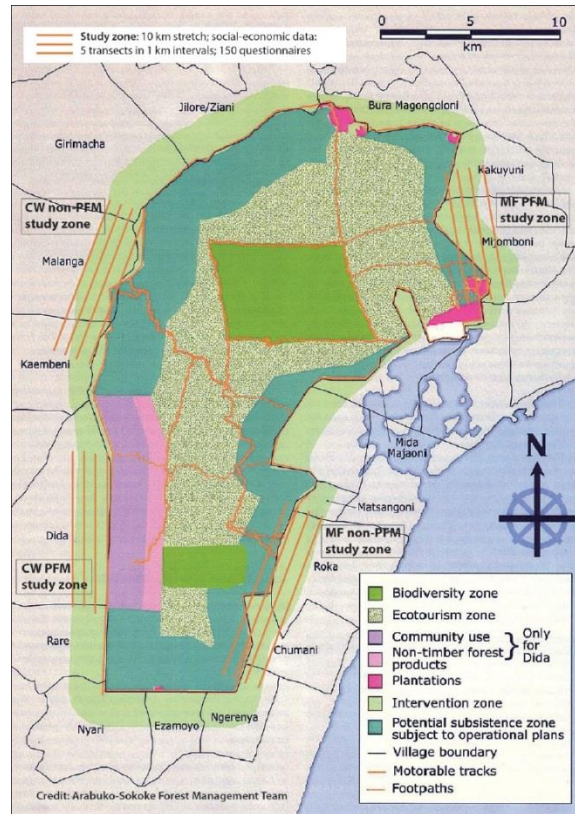 Study zone: 10 km stretch; social-economic data:
5 transects in 1 km intervals; 150 questionnaires
0 5 10
km
Jilore/Ziani
Bura Magongoloni
Girimacha
Kakuyuni
CW non-PFM
study zone
MF PFM
study zone
Malanga
Mijomboni
Kaembeni
Mida
Majaoni
N
Matsangoni
Dida
MF non-PFM
study zone
CW PFM
study zone
Roka
Rare
Chumani
Nyari
Ezamoyo
Ngerenya
Biodiversity zone
Ecotourism zone
Community use
Non-timber forest
products
} Only
for
Dida
Plantations
Intervention zone
Potential subsistence zone
subject to operational plans
Village boundary
Motorable tracks
Footpaths
Credit: Arabuko-Sokoke Forest Management Team